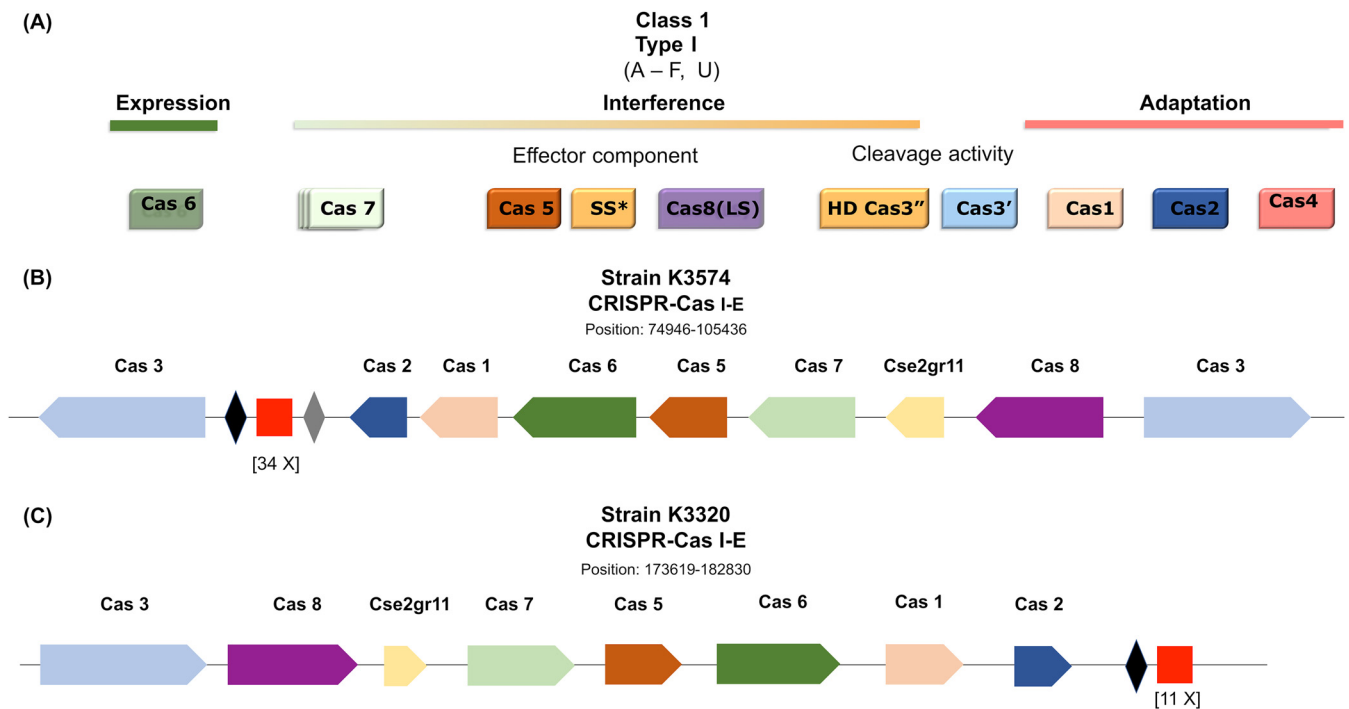 (A)
Class 1
Type I
(A – F, U)
Expression
Interference
Adaptation
Effector component
Cleavage activity
Cas 6
Cas 7
Cas 5
SS*
Cas8(LS)
HD Cas3″
Cas3′
Cas1
Cas2
Cas4
(B)
Strain K3574
CRISPR-Cas I-E
Position: 74946-105436
Cas 3
Cas 2
Cas 1
Cas 6
Cas 5
Cas 7
Cse2gr11
Cas 8
Cas 3
[34 X]
(C)
Strain K3320
CRISPR-Cas I-E
Position: 173619-182830
Cas 3
Cas 8
Cse2gr11
Cas 7
Cas 5
Cas 6
Cas 1
Cas 2
[11 X]